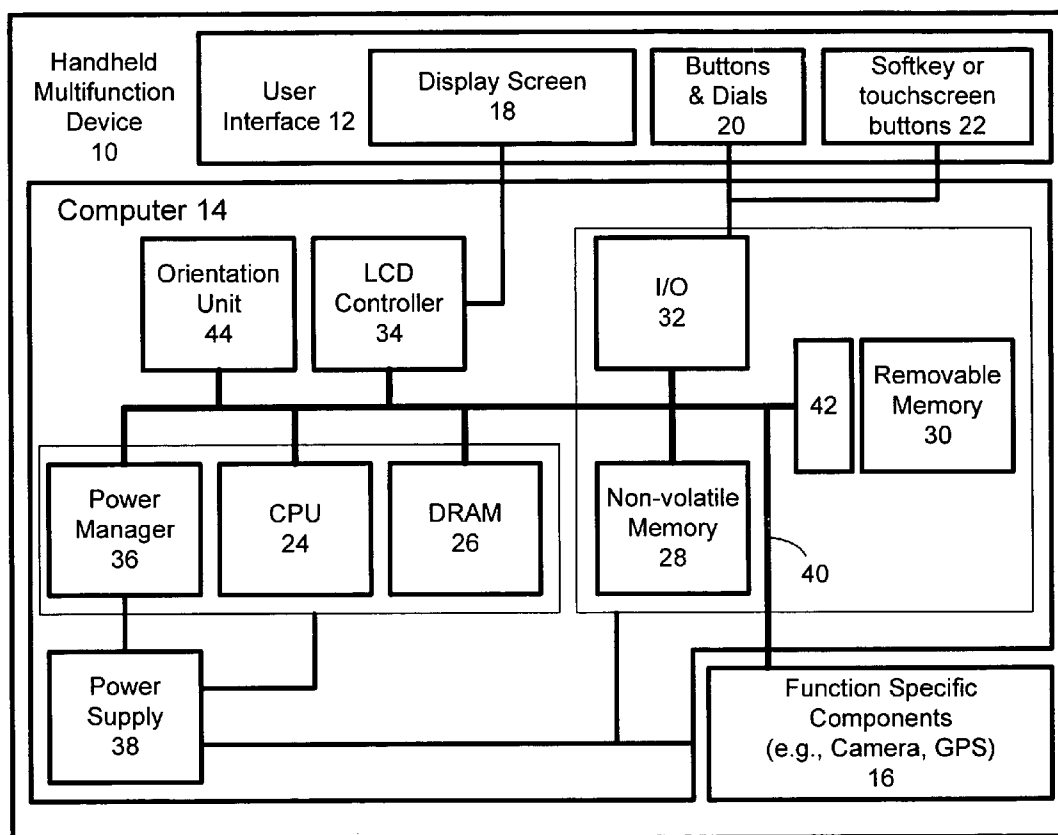 Handheld
Multifunction
Device
10
User
Interface 12
Display Screen
18
Buttons
& Dials
20
Softkey or
touchscreen
buttons 22
Computer 14
Orientation
Unit
44
LCD
Controller
34
I/O
32
42
Removable
Memory
30
Power
Manager
36
CPU
24
DRAM
26
Non-volatile
Memory
28
40
Power
Supply
38
Function Specific
Components
(e.g., Camera, GPS)
16